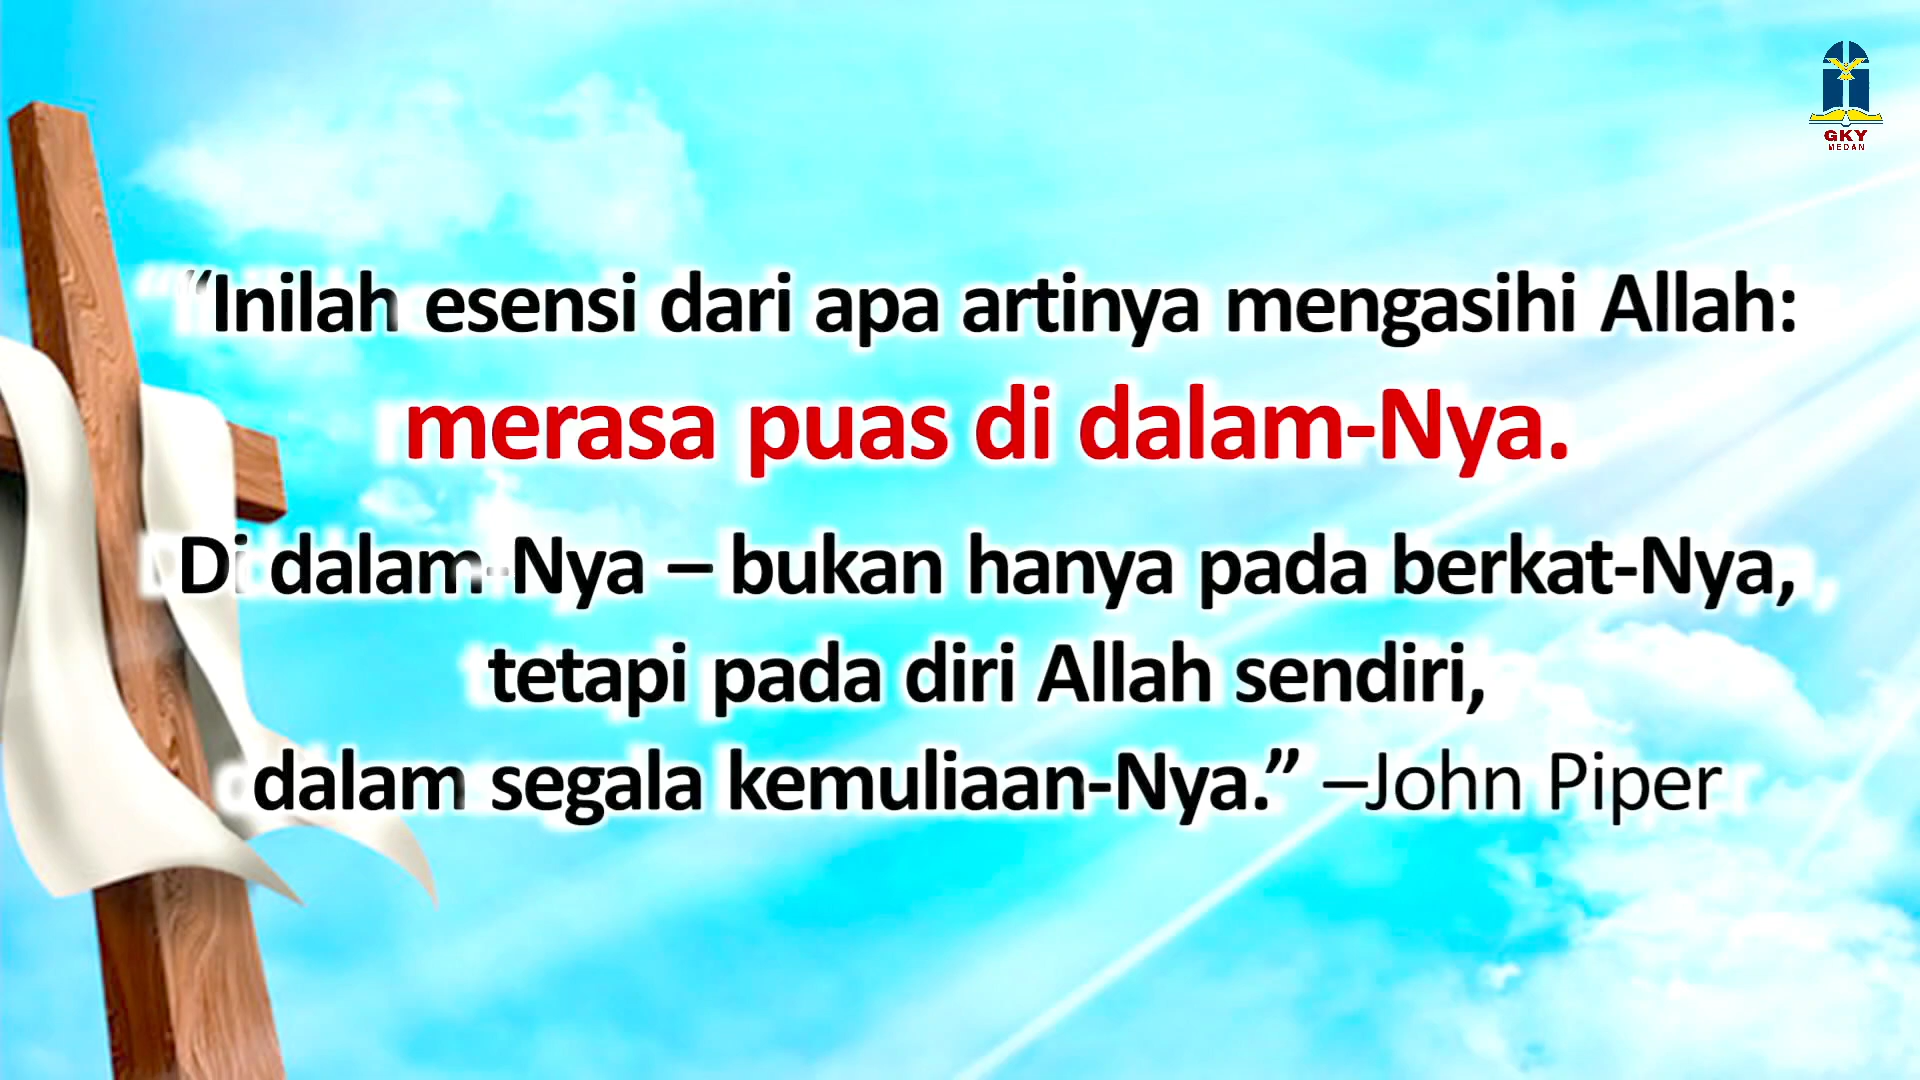 GKY
MEDAN
“Inilah esensi dari apa artinya mengasihi Allah:
merasa puas di dalam-Nya.
Di dalam-Nya – bukan hanya pada berkat-Nya,
tetapi pada diri Allah sendiri,
dalam segala kemuliaan-Nya.” –John Piper